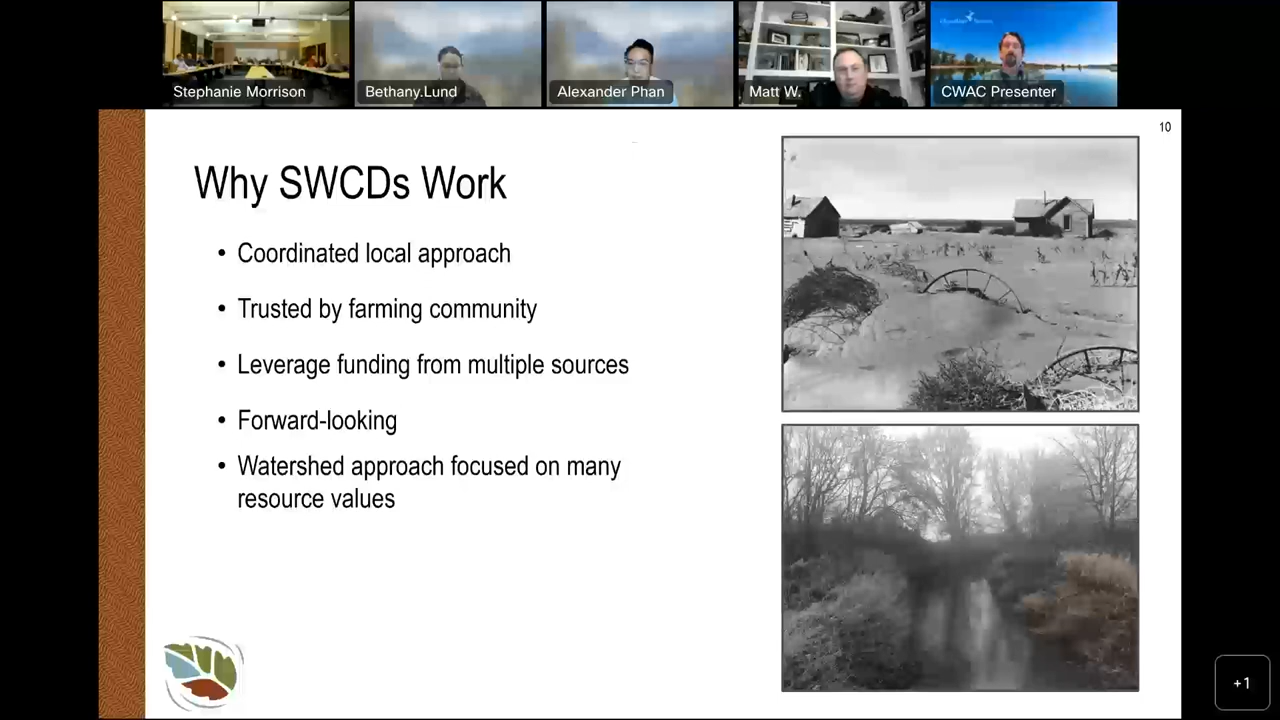 Stephanie Morrison
Bethany.Lund
Alexander Phan
Matt W.
CWAC Presenter
10
Why SWCDs Work
• Coordinated local approach
• Trusted by farming community
• Leverage funding from multiple sources
• Forward-looking
• Watershed approach focused on many
resource values
+1